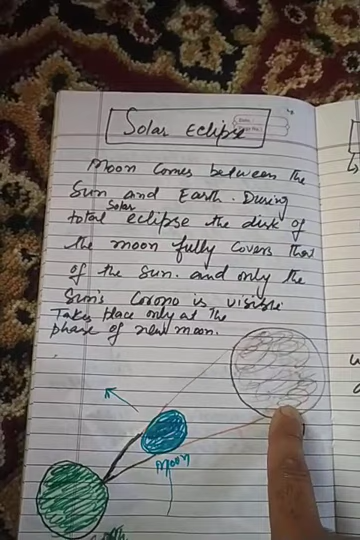 Solar Eclipse
Moon Comes between the
Sun and Earth. During
total Solar eclipse the disk of
the moon fully covers that
of the Sun. and only the
Sun's Corono is visible.
Takes place only at the
phase of new moon.
Moon